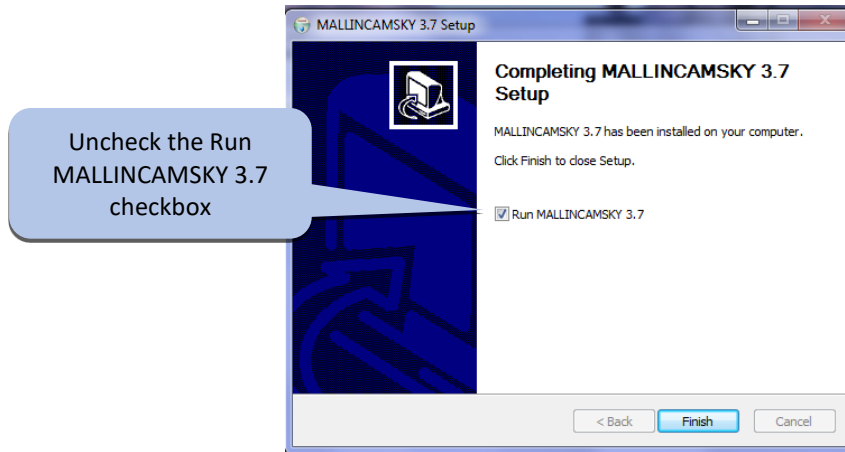 MALLINCAMSKY 3.7 Setup
Completing MALLINCAMSKY 3.7
Setup
MALLINCAMSKY 3.7 has been installed on your computer.
Click Finish to close Setup.
Uncheck the Run
MALLINCAMSKY 3.7
checkbox
Run MALLINCAMSKY 3.7
< Back
Finish
Cancel